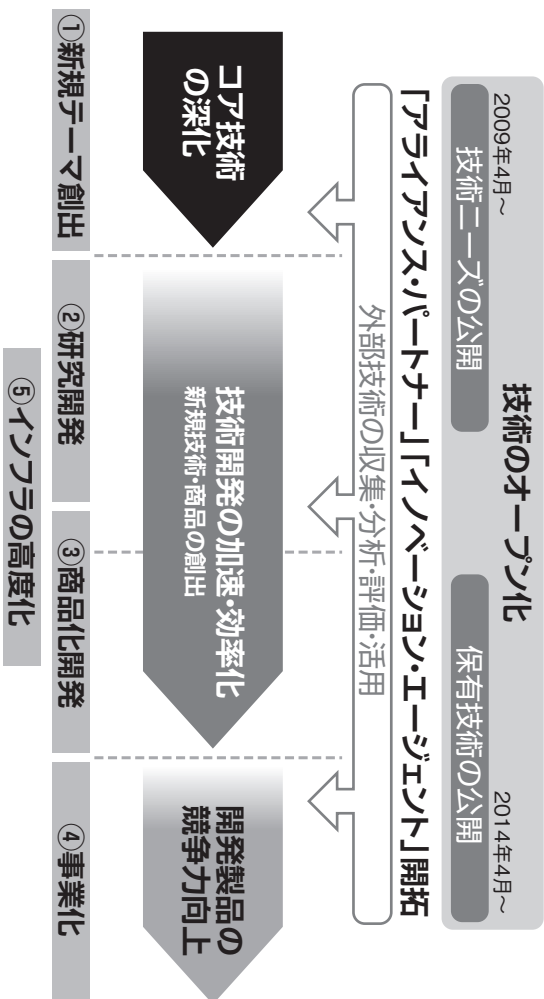 技術のオープン化
2009年4月～
2014年4月～
技術ニーズの公開
保有技術の公開
「アライアンス・パートナー」「イノベーション・エージェント」開拓
外部技術の収集・分析・評価・活用
コア技術
の深化
技術開発の加速・効率化
新規技術・商品の創出
開発製品の
競争力向上
①新規テーマ創出
②研究開発
③商品化開発
④事業化
⑤インフラの高度化